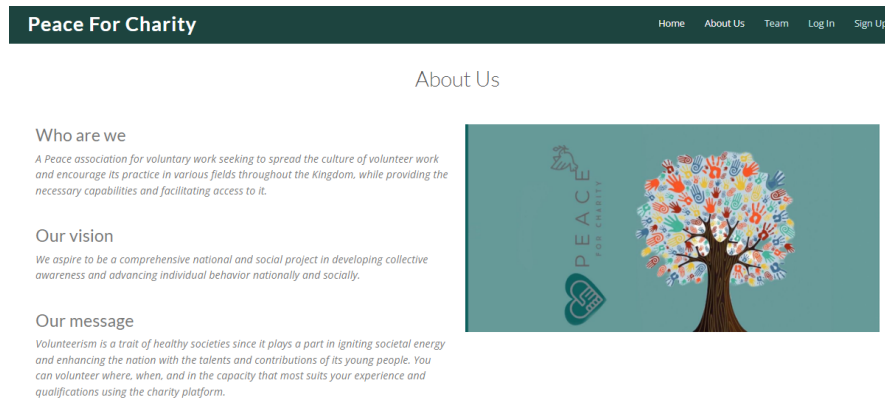 Peace For Charity
Home About Us Team Log In Sign Up
About Us
Who are we
A Peace association for voluntary work seeking to spread the culture of volunteer work
and encourage its practice in various fields throughout the Kingdom, while providing the
necessary capabilities and facilitating access to it.
Our vision
We aspire to be a comprehensive national and social project in developing collective
awareness and advancing individual behavior nationally and socially.
Our message
Volunteerism is a trait of healthy societies since it plays a part in igniting societal energy
and enhancing the nation with the talents and contributions of its young people. You
can volunteer where, when, and in the capacity that most suits your experience and
qualifications using the charity platform.
PEACE
FOR CHARITY